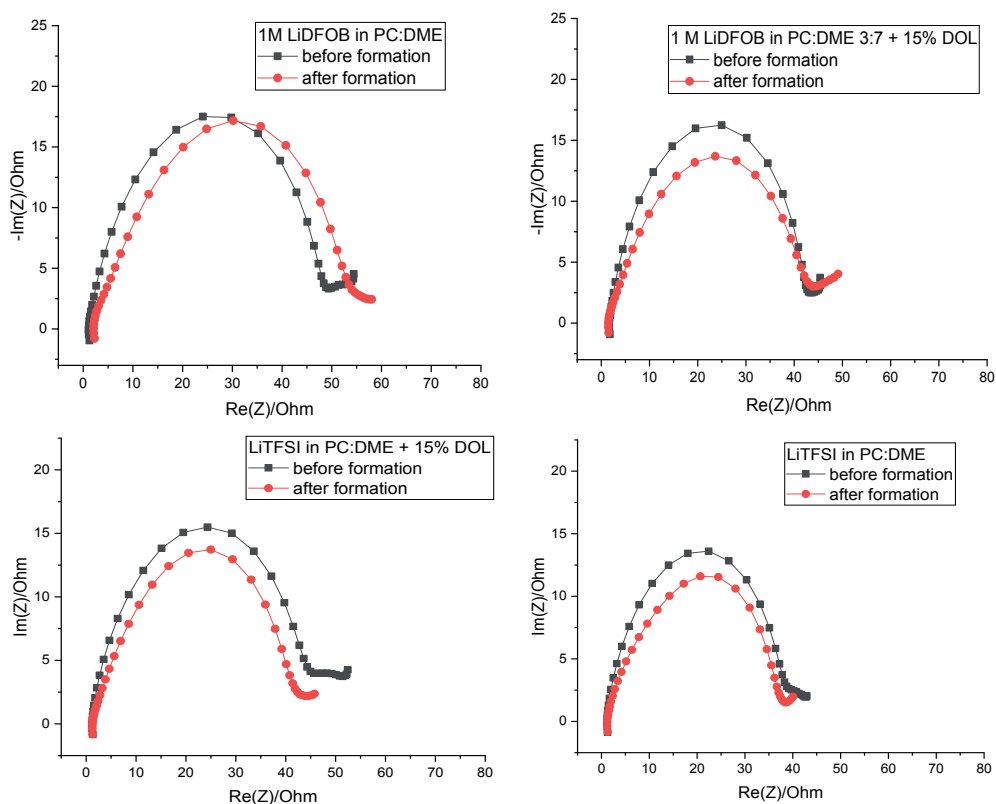 1M LiDFOB in PC:DME
before formation
after formation
-Im(Z)/Ohm
25
20
15
10
5
0
0 10 20 30 40 50 60 70 80
Re(Z)/Ohm
1 M LiDFOB in PC:DME 3:7 + 15% DOL
before formation
after formation
-Im(Z)/Ohm
25
20
15
10
5
0
0 10 20 30 40 50 60 70 80
Re(Z)/Ohm
LiTFSI in PC:DME + 15% DOL
before formation
after formation
Im(Z)/Ohm
20
15
10
5
0
0 10 20 30 40 50 60 70 80
Re(Z)/Ohm
LiTFSI in PC:DME
before formation
after formation
Im(Z)/Ohm
20
15
10
5
0
0 10 20 30 40 50 60 70 80
Re(Z)/Ohm